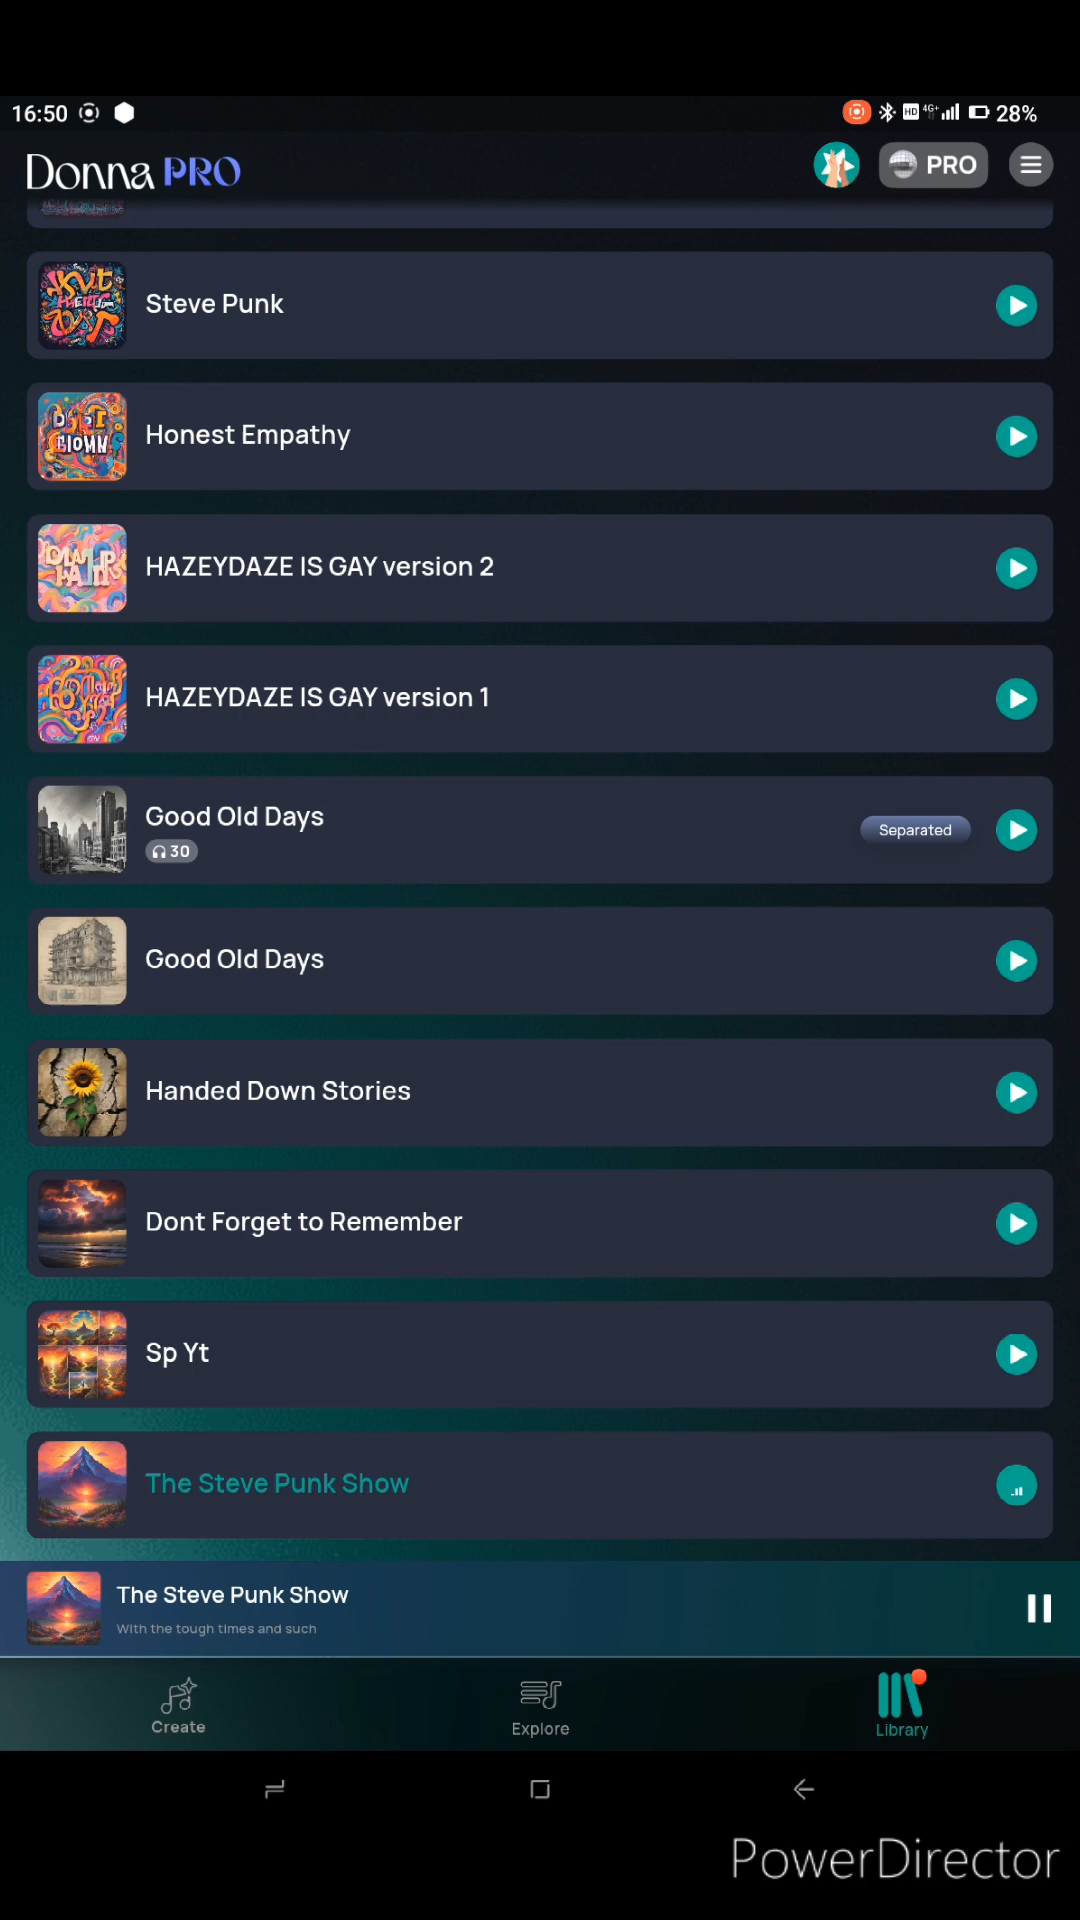 16:50
HD 4G+ 28%
Donna PRO
PRO
Steve Punk
Honest Empathy
HAZEYDAZE IS GAY version 2
HAZEYDAZE IS GAY version 1
Good Old Days
30
Separated
Good Old Days
Handed Down Stories
Dont Forget to Remember
Sp Yt
The Steve Punk Show
The Steve Punk Show
With the tough times and such
Create
Explore
Library
PowerDirector